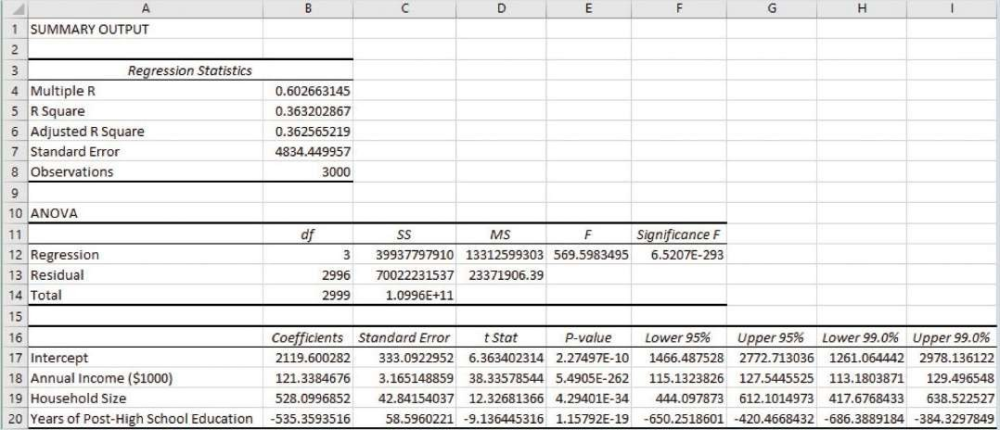 A B C D E F G H I
1 SUMMARY OUTPUT
2
3 Regression Statistics
4 Multiple R 0.602663145
5 R Square 0.363202867
6 Adjusted R Square 0.362565219
7 Standard Error 4834.449957
8 Observations 3000
9
10 ANOVA
11 df SS MS F Significance F
12 Regression 3 39937797910 13312599303 569.5983495 6.5207E-293
13 Residual 2996 70022231537 23371906.39
14 Total 2999 1.0996E+11
15
16 Coefficients Standard Error t Stat P-value Lower 95% Upper 95% Lower 99.0% Upper 99.0%
17 Intercept 2119.600282 333.0922952 6.363402314 2.27497E-10 1466.487528 2772.713036 1261.064442 2978.136122
18 Annual Income ($1000) 121.3384676 3.165148859 38.33578544 5.4905E-262 115.1323826 127.5445525 113.1803871 129.496548
19 Household Size 528.0996852 42.84154037 12.32681366 4.29401E-34 444.097873 612.1014973 417.6768433 638.522527
20 Years of Post-High School Education -535.3593516 58.5960221 -9.136445316 1.15792E-19 -650.2518601 -420.4668432 -686.3889184 -384.3297849